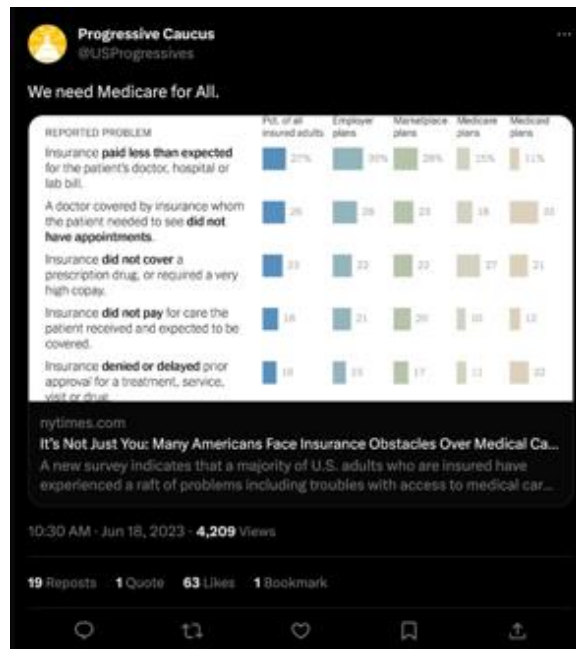 Progressive Caucus
@USProgressives
We need Medicare for All.
REPORTED PROBLEM
Pct. of all insured adults
Employer plans
Marketplace plans
Medicare plans
Medicaid plans
Insurance paid less than expected
for the patient's doctor, hospital or
lab bill.
27% 30% 28% 15% 11%
A doctor covered by insurance whom
the patient needed to see did not
have appointments.
26 28 23 18
Insurance did not cover a
prescription drug, or required a very
high copay.
23 22 22 27 21
Insurance did not pay for care the
patient received and expected to be
covered.
18 21 20 10 12
Insurance denied or delayed prior
approval for a treatment, service,
visit or drug
15 17 11 22
nytimes.com
It's Not Just You: Many Americans Face Insurance Obstacles Over Medical Ca...
A new survey indicates that a majority of U.S. adults who are insured have
experienced a raft of problems including troubles with access to medical car...
10:30 AM · Jun 18, 2023 · 4,209 Views
19 Reposts 1 Quote 63 Likes 1 Bookmark